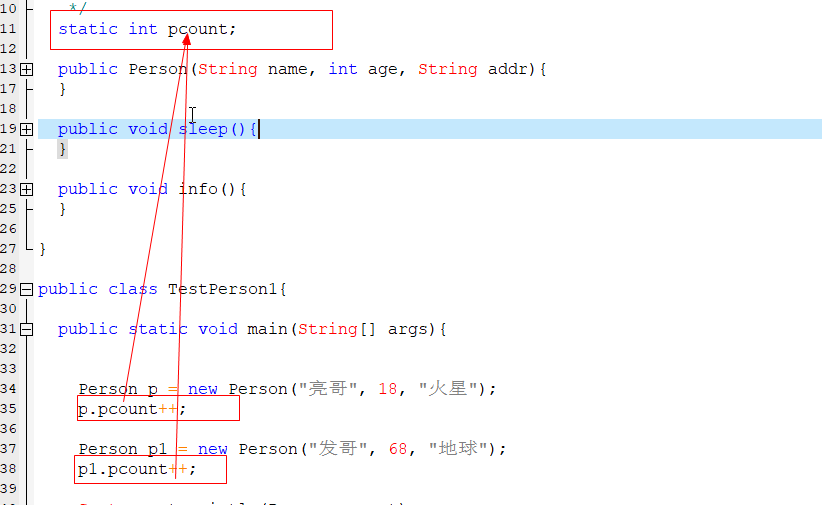 10 */
11 static int pcount;
12
13 public Person(String name, int age, String addr){
17 }
18
19 public void sleep(){
21 }
22
23 public void info(){
25 }
26
27 }
28
29 public class TestPerson1{
30
31 public static void main(String[] args){
32
33
34 Person p = new Person("亮哥", 18, "火星");
35 p.pcount++;
36
37 Person p1 = new Person("发哥", 68, "地球");
38 p1.pcount++;
39